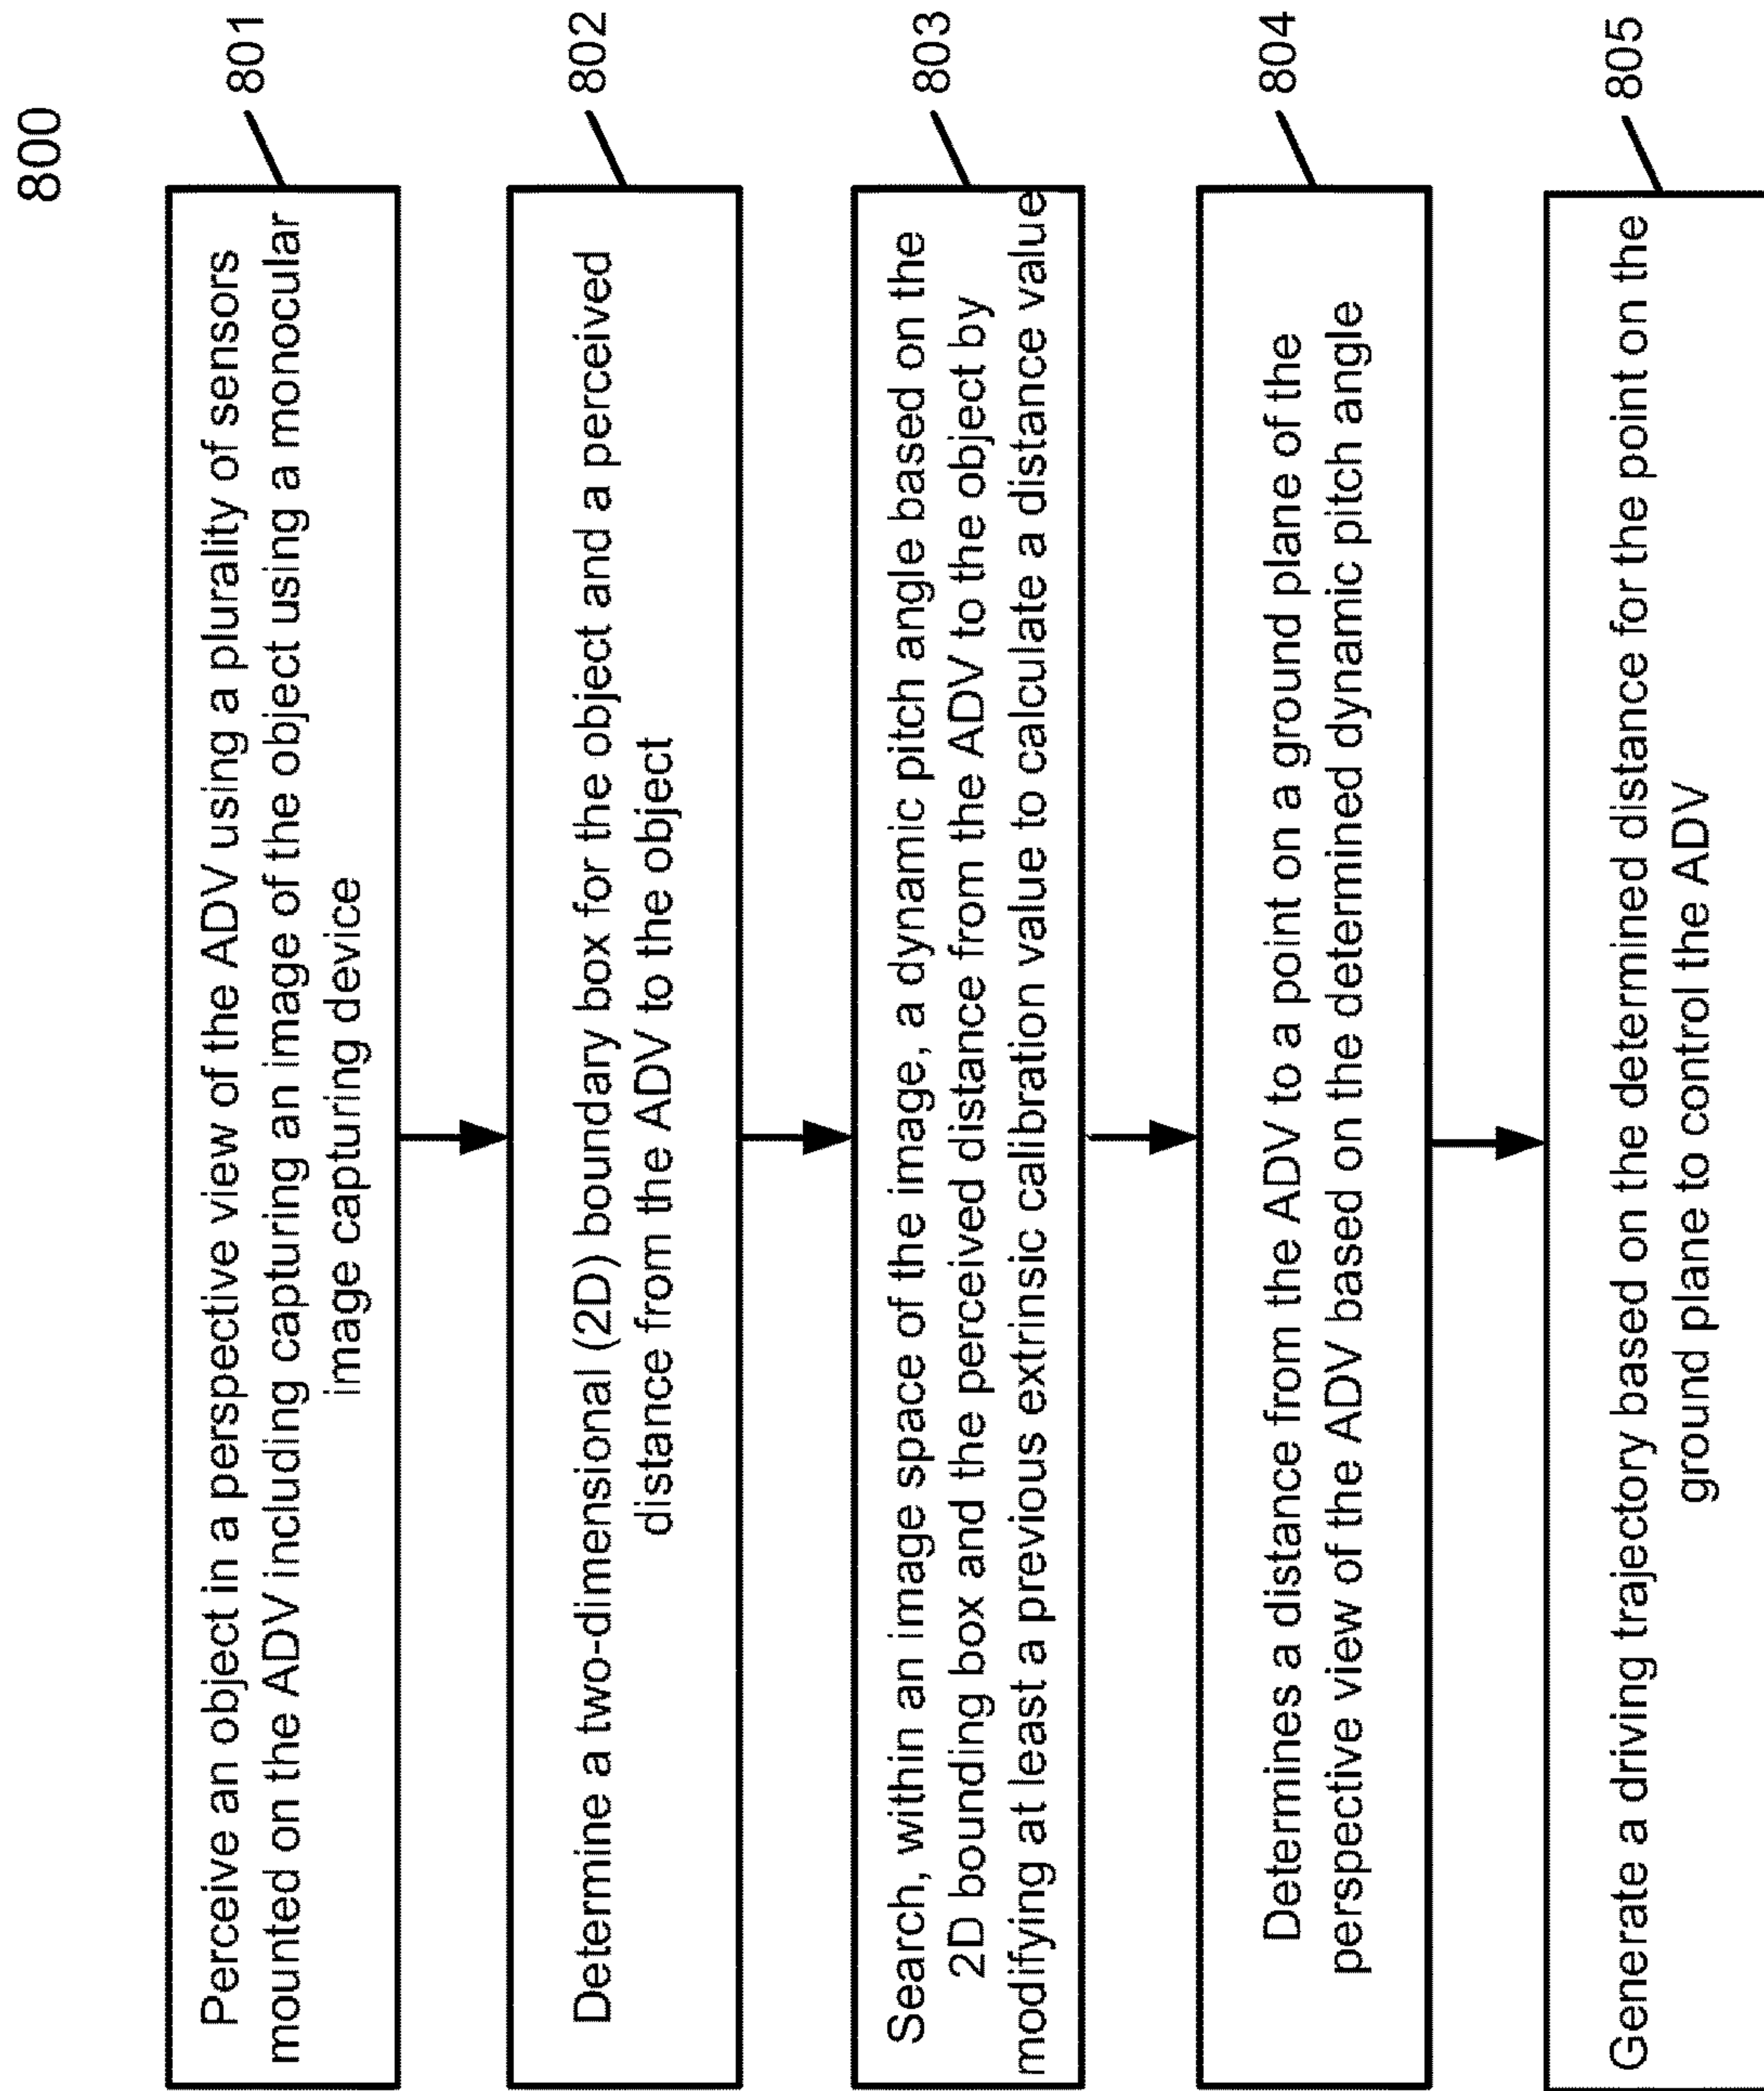 800
Perceive an object in a perspective view of the ADV using a plurality of sensors
mounted on the ADV including capturing an image of the object using a monocular
image capturing device
801
Determine a two-dimensional (2D) boundary box for the object and a perceived
distance from the ADV to the object
802
Search, within an image space of the image, a dynamic pitch angle based on the
2D bounding box and the perceived distance from the ADV to the object by
modifying at least a previous extrinsic calibration value to calculate a distance value
803
Determines a distance from the ADV to a point on a ground plane of the
perspective view of the ADV based on the determined dynamic pitch angle
804
Generate a driving trajectory based on the determined distance for the point on the
ground plane to control the ADV
805